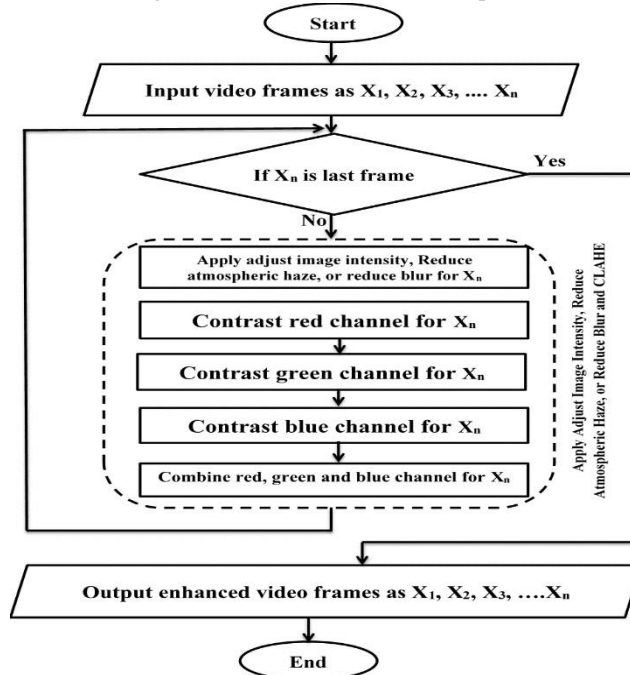 Start
Input video frames as X₁, X₂, X₃, .... Xₙ
If Xₙ is last frame
Yes
No
Apply adjust image intensity, Reduce
atmospheric haze, or reduce blur for Xₙ
Contrast red channel for Xₙ
Contrast green channel for Xₙ
Contrast blue channel for Xₙ
Combine red, green and blue channel for Xₙ
Apply Adjust Image Intensity, Reduce
Atmospheric Haze, or Reduce Blur and CLAHE
Output enhanced video frames as X₁, X₂, X₃, ....Xₙ
End